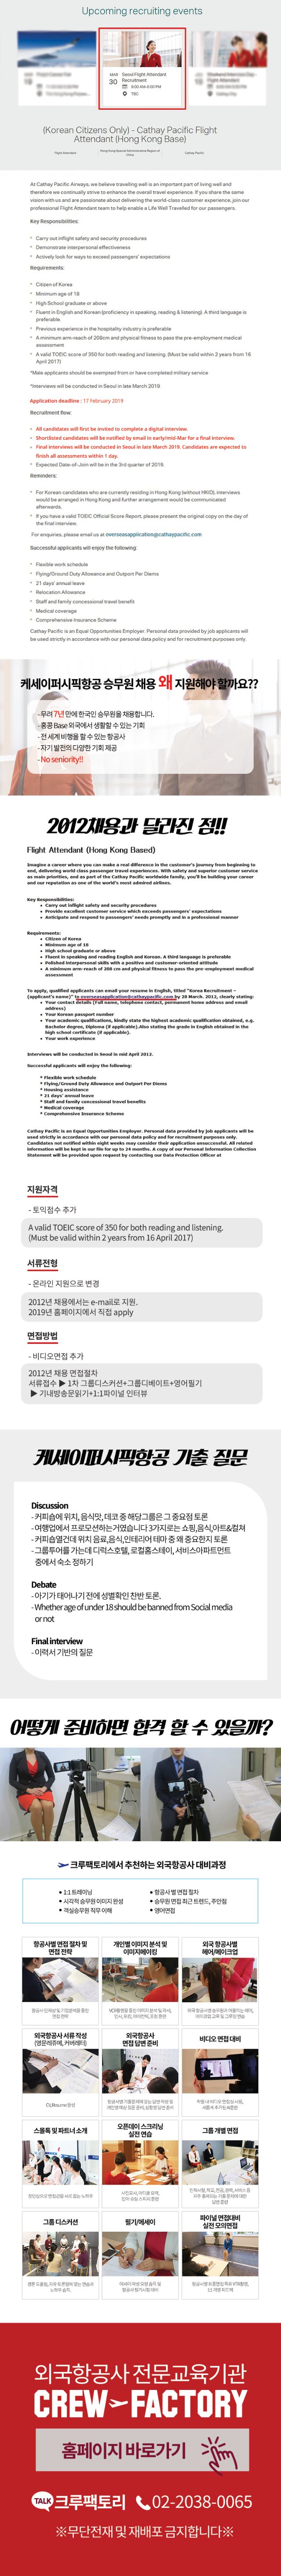 Upcoming recruiting events
MAR
30
Seoul Flight Attendant
Recruitment
9:00 AM-6:00 PM
TBC
(Korean Citizens Only) - Cathay Pacific Flight
Attendant (Hong Kong Base)
Flight Attendant
Hong Kong Special Administrative Region of
China
Cathay Pacific
At Cathay Pacific Airways, we believe travelling well is an important part of living well and
therefore we continually strive to enhance the overall travel experience. If you share the same
vision with us and are passionate about delivering the world-class customer experience, join our
professional Flight Attendant team to help enable a Life Well Travelled for our passengers.
Key Responsibilities:
• Carry out inflight safety and security procedures
• Demonstrate interpersonal effectiveness
• Actively look for ways to exceed passengers' expectations
Requirements:
• Citizen of Korea
• Minimum age of 18
• High School graduate or above
• Fluent in English and Korean (proficiency in speaking, reading & listening). A third language is
preferable.
• Previous experience in the hospitality industry is preferable
• A minimum arm-reach of 208cm and physical fitness to pass the pre-employment medical
assessment
• A valid TOEIC score of 350 for both reading and listening. (Must be valid within 2 years from 16
April 2017)
*Male applicants should be exempted from or have completed military service
*Interviews will be conducted in Seoul in late March 2019
Application deadline : 17 February 2019
Recruitment flow:
• All candidates will first be invited to complete a digital interview.
• Shortlisted candidates will be notified by email in early/mid-Mar for a final interview.
• Final interviews will be conducted in Seoul in late March 2019. Candidates are expected to
finish all assessments within 1 day.
• Expected Date-of-Join will be in the 3rd quarter of 2019.
Reminders:
• For Korean candidates who are currently residing in Hong Kong (without HKID), interviews
would be arranged in Hong Kong and further arrangement would be communicated
afterwards.
• If you have a valid TOEIC Official Score Report, please present the original copy on the day of
the final interview.
For enquiries, please email us at overseasapplication@cathaypacific.com
Successful applicants will enjoy the following:
• Flexible work schedule
• Flying/Ground Duty Allowance and Outport Per Diems
• 21 days' annual leave
• Relocation Allowance
• Staff and family concessional travel benefit
• Medical coverage
• Comprehensive Insurance Scheme
Cathay Pacific is an Equal Opportunities Employer. Personal data provided by job applicants will
be used strictly in accordance with our personal data policy and for recruitment purposes only.
케세이퍼시픽항공 승무원 채용 왜 지원해야 할까요??
-무려 7년 만에 한국인 승무원을 채용합니다.
-홍콩 Base 외국에서 생활할 수 있는 기회
-전 세계 비행을 할 수 있는 항공사
-자기 발전의 다양한 기회 제공
-No seniority!!
2012채용과 달라진 점!!
Flight Attendant (Hong Kong Based)
Imagine a career where you can make a real difference in the customer's journey from beginning to
end, delivering world class passenger travel experiences. With safety and superior customer service
as main priorities, and as part of the Cathay Pacific worldwide family, you'll be building your career
and our reputation as one of the world's most admired airlines.
Key Responsibilities:
• Carry out inflight safety and security procedures
• Provide excellent customer service which exceeds passengers' expectations
• Anticipate and respond to passengers' needs promptly and in a professional manner
Requirements:
• Citizen of Korea
• Minimum age of 18
• High school graduate or above
• Fluent in speaking and reading English and Korean. A third language is preferable
• Polished interpersonal skills with a positive and customer-oriented attitude
• A minimum arm-reach of 208 cm and physical fitness to pass the pre-employment medical
assessment
To apply, qualified applicants can email your resume in English, titled "Korea Recruitment –
(applicant's name)" to overseasapplication@cathaypacific.com by 28 March. 2012, clearly stating:
• Your contact details (Full name, telephone contact, permanent home address and email
address)
• Your Korean passport number
• Your academic qualifications, kindly state the highest academic qualification obtained, e.g.
Bachelor degree, Diploma (if applicable).Also stating the grade in English obtained in the
high school certificate (if applicable).
• Your work experience
Interviews will be conducted in Seoul in mid April 2012.
Successful applicants will enjoy the following:
* Flexible work schedule
* Flying/Ground Duty Allowance and Outport Per Diems
* Housing assistance
* 21 days' annual leave
* Staff and family concessional travel benefits
* Medical coverage
* Comprehensive Insurance Scheme
Cathay Pacific is an Equal Opportunities Employer. Personal data provided by job applicants will be
used strictly in accordance with our personal data policy and for recruitment purposes only.
Candidates not notified within eight weeks may consider their application unsuccessful. All related
information will be kept in our file for up to 24 months. A copy of our Personal Information Collection
Statement will be provided upon request by contacting our Data Protection Officer at
지원자격
- 토익점수 추가
A valid TOEIC score of 350 for both reading and listening.
(Must be valid within 2 years from 16 April 2017)
서류전형
- 온라인 지원으로 변경
2012년 채용에서는 e-mail로 지원.
2019년 홈페이지에서 직접 apply
면접방법
- 비디오면접 추가
2012년 채용 면접절차
서류접수 ▶ 1차 그룹디스커션+그룹디베이트+영어필기
▶ 기내방송문읽기+1:1파이널 인터뷰
케세이퍼시픽항공 기출 질문
Discussion
- 커피숍에 위치, 음식맛, 데코 중 해당그룹은 그 중요점 토론
- 여행업에서 프로모션하는거였습니다 3가지로는 쇼핑,음식,아트&컬쳐
- 커피숍열건데 위치 음료,음식,인테리어 테마 중 왜 중요한지 토론
- 그룹투어를 가는데 디럭스호텔, 로컬홈스테이, 서비스아파트먼트
중에서 숙소 정하기
Debate
- 아기가 태어나기 전에 성별확인 찬반 토론.
- Whether age of under 18 should be banned from Social media
or not
Final interview
- 이력서 기반의 질문
어떻게 준비하면 합격 할 수 있을까?
크루팩토리에서 추천하는 외국항공사 대비과정
• 1:1 트레이닝
• 시각적 승무원이미지 완성
• 객실승무원 직무 이해
• 항공사 별 면접 절차
• 승무원 면접 최근 트렌드, 주안점
• 영어면접
항공사별 면접 절차 및
면접 전략
개인별 이미지 분석 및
이미지메이킹
외국 항공사별
헤어/메이크업
외국항공사 서류 작성
(영문레쥬메, 커버레터)
외국항공사
면접 답변 준비
비디오 면접 대비
스몰톡 및 파트너 소개
오픈데이 스크리닝
실전 연습
그룹 개별 면접
그룹 디스커션
필기/에세이
파이널 면접대비
실전 모의면접
외국항공사 전문교육기관
CREW FACTORY
홈페이지 바로가기
TALK 크루팩토리 02-2038-0065
※무단전재 및 재배포 금지합니다※